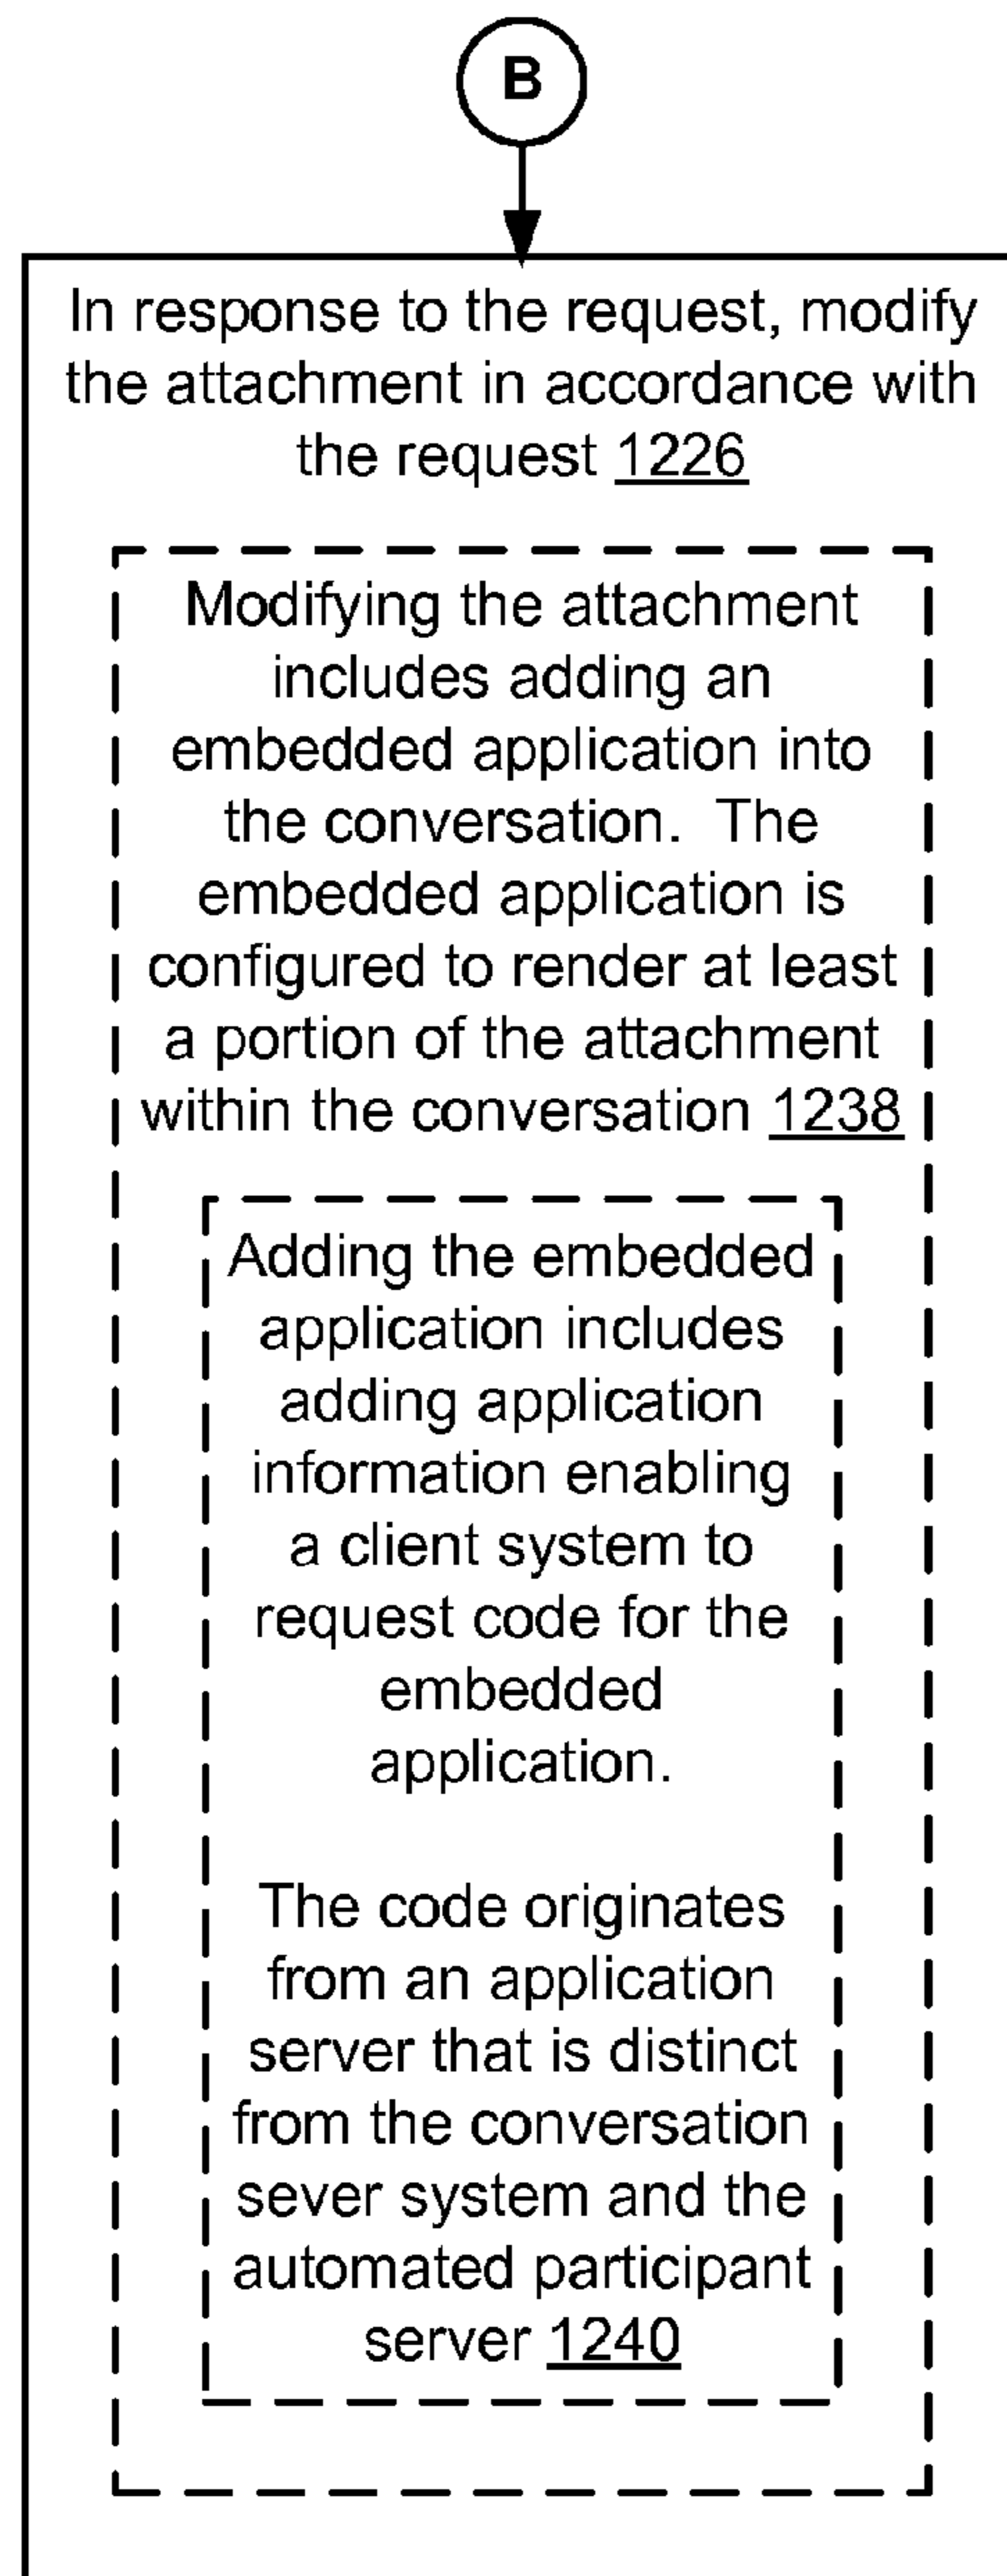 B
In response to the request, modify
the attachment in accordance with
the request 1226
Modifying the attachment
includes adding an
embedded application into
the conversation.  The
embedded application is
configured to render at least
a portion of the attachment
within the conversation 1238
Adding the embedded
application includes
adding application
information enabling
a client system to
request code for the
embedded
application.
The code originates
from an application
server that is distinct
from the conversation
sever system and the
automated participant
server 1240